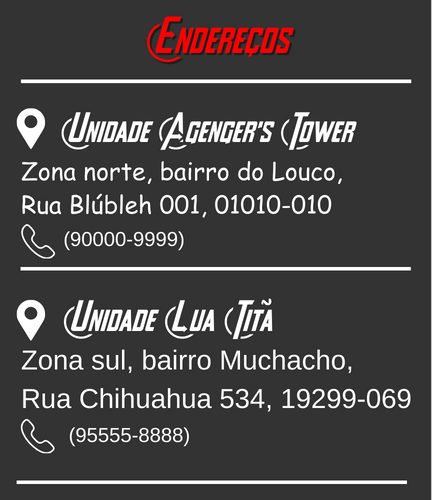 Endereços
Unidade Agenger's Tower
Zona norte, bairro do Louco,
Rua Blúbleh 001, 01010-010
(90000-9999)
Unidade Lua Titã
Zona sul, bairro Muchacho,
Rua Chihuahua 534, 19299-069
(95555-8888)